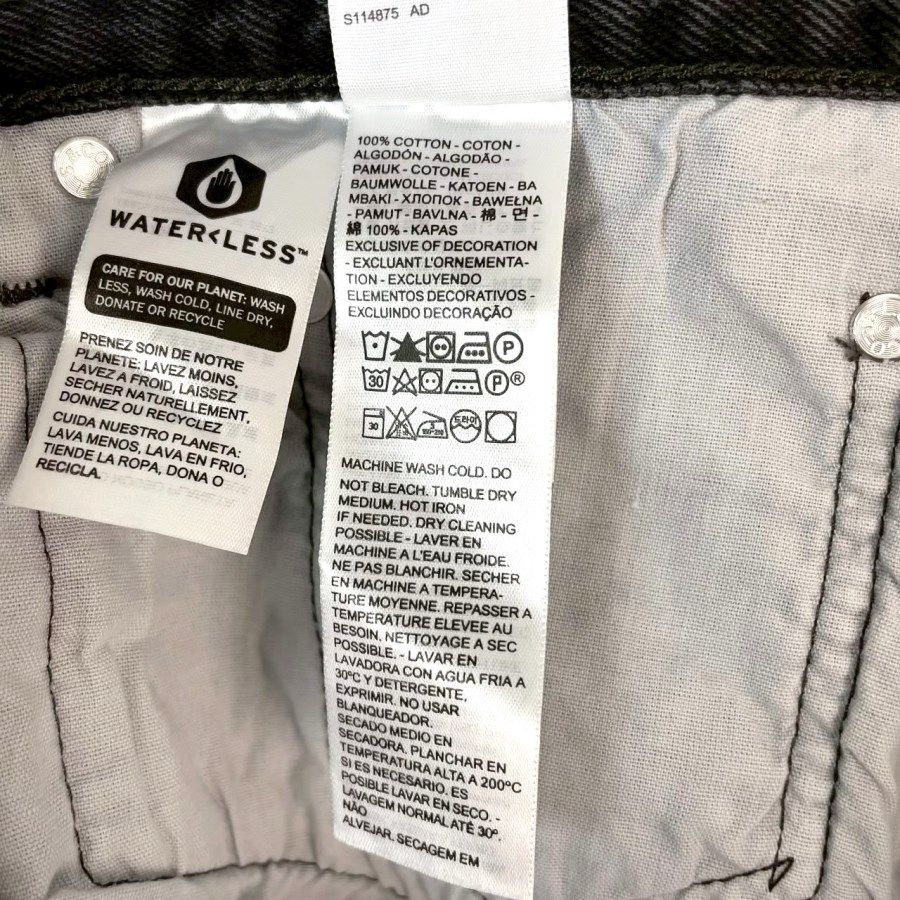 S114875 AD
WATER<LESS™
CARE FOR OUR PLANET: WASH
LESS, WASH COLD, LINE DRY,
DONATE OR RECYCLE
PRENEZ SOIN DE NOTRE
PLANETE: LAVEZ MOINS,
LAVEZ A FROID, LAISSEZ
SECHER NATURELLEMENT,
DONNEZ OU RECYCLEZ
CUIDA NUESTRO PLANETA:
LAVA MENOS, LAVA EN FRIO,
TIENDE LA ROPA, DONA O
RECICLA.
100% COTTON - COTON -
ALGODÓN - ALGODÃO -
PAMUK - COTONE -
BAUMWOLLE - KATOEN - BA
MBAKI - ХЛОПОК - BAWEŁNA
- PAMUT - BAVLNA - 棉 - 면 -
綿 100% - KAPAS
EXCLUSIVE OF DECORATION
- EXCLUANT L'ORNEMENTA-
TION - EXCLUYENDO
ELEMENTOS DECORATIVOS -
EXCLUINDO DECORAÇÃO
P
30 P®
30 3 150-210 드라이
MACHINE WASH COLD. DO
NOT BLEACH. TUMBLE DRY
MEDIUM. HOT IRON
IF NEEDED. DRY CLEANING
POSSIBLE - LAVER EN
MACHINE A L'EAU FROIDE.
NE PAS BLANCHIR. SECHER
EN MACHINE A TEMPERA-
TURE MOYENNE. REPASSER A
TEMPERATURE ELEVEE AU
BESOIN. NETTOYAGE A SEC
POSSIBLE. - LAVAR EN
LAVADORA CON AGUA FRIA A
30ºC Y DETERGENTE,
EXPRIMIR. NO USAR
BLANQUEADOR.
SECADO MEDIO EN
SECADORA. PLANCHAR EN
TEMPERATURA ALTA A 200ºC
SI ES NECESARIO. ES
POSIBLE LAVAR EN SECO. -
LAVAGEM NORMAL ATÉ 30º.
NÃO
ALVEJAR. SECAGEM EM